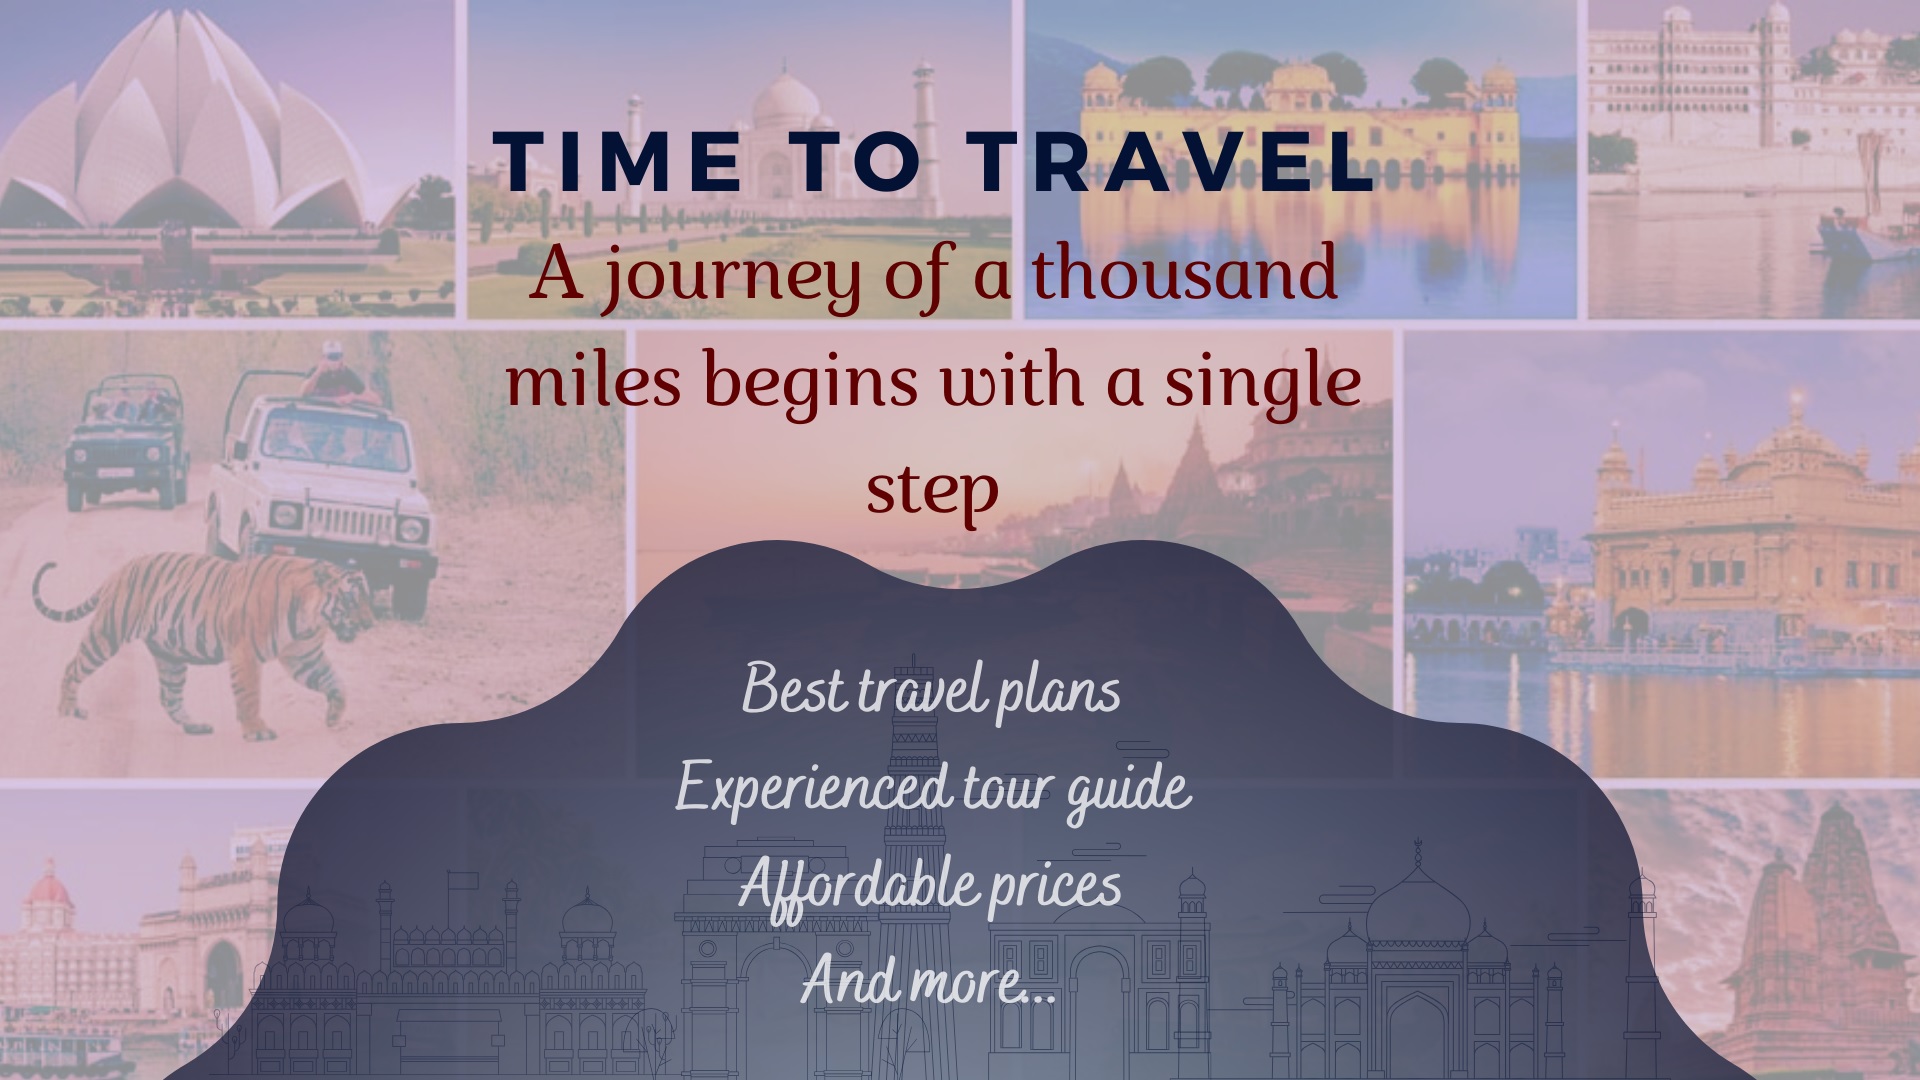 TIME TO TRAVEL
A journey of a thousand
miles begins with a single
step
Best travel plans
Experienced tour guide
Affordable prices
And more...